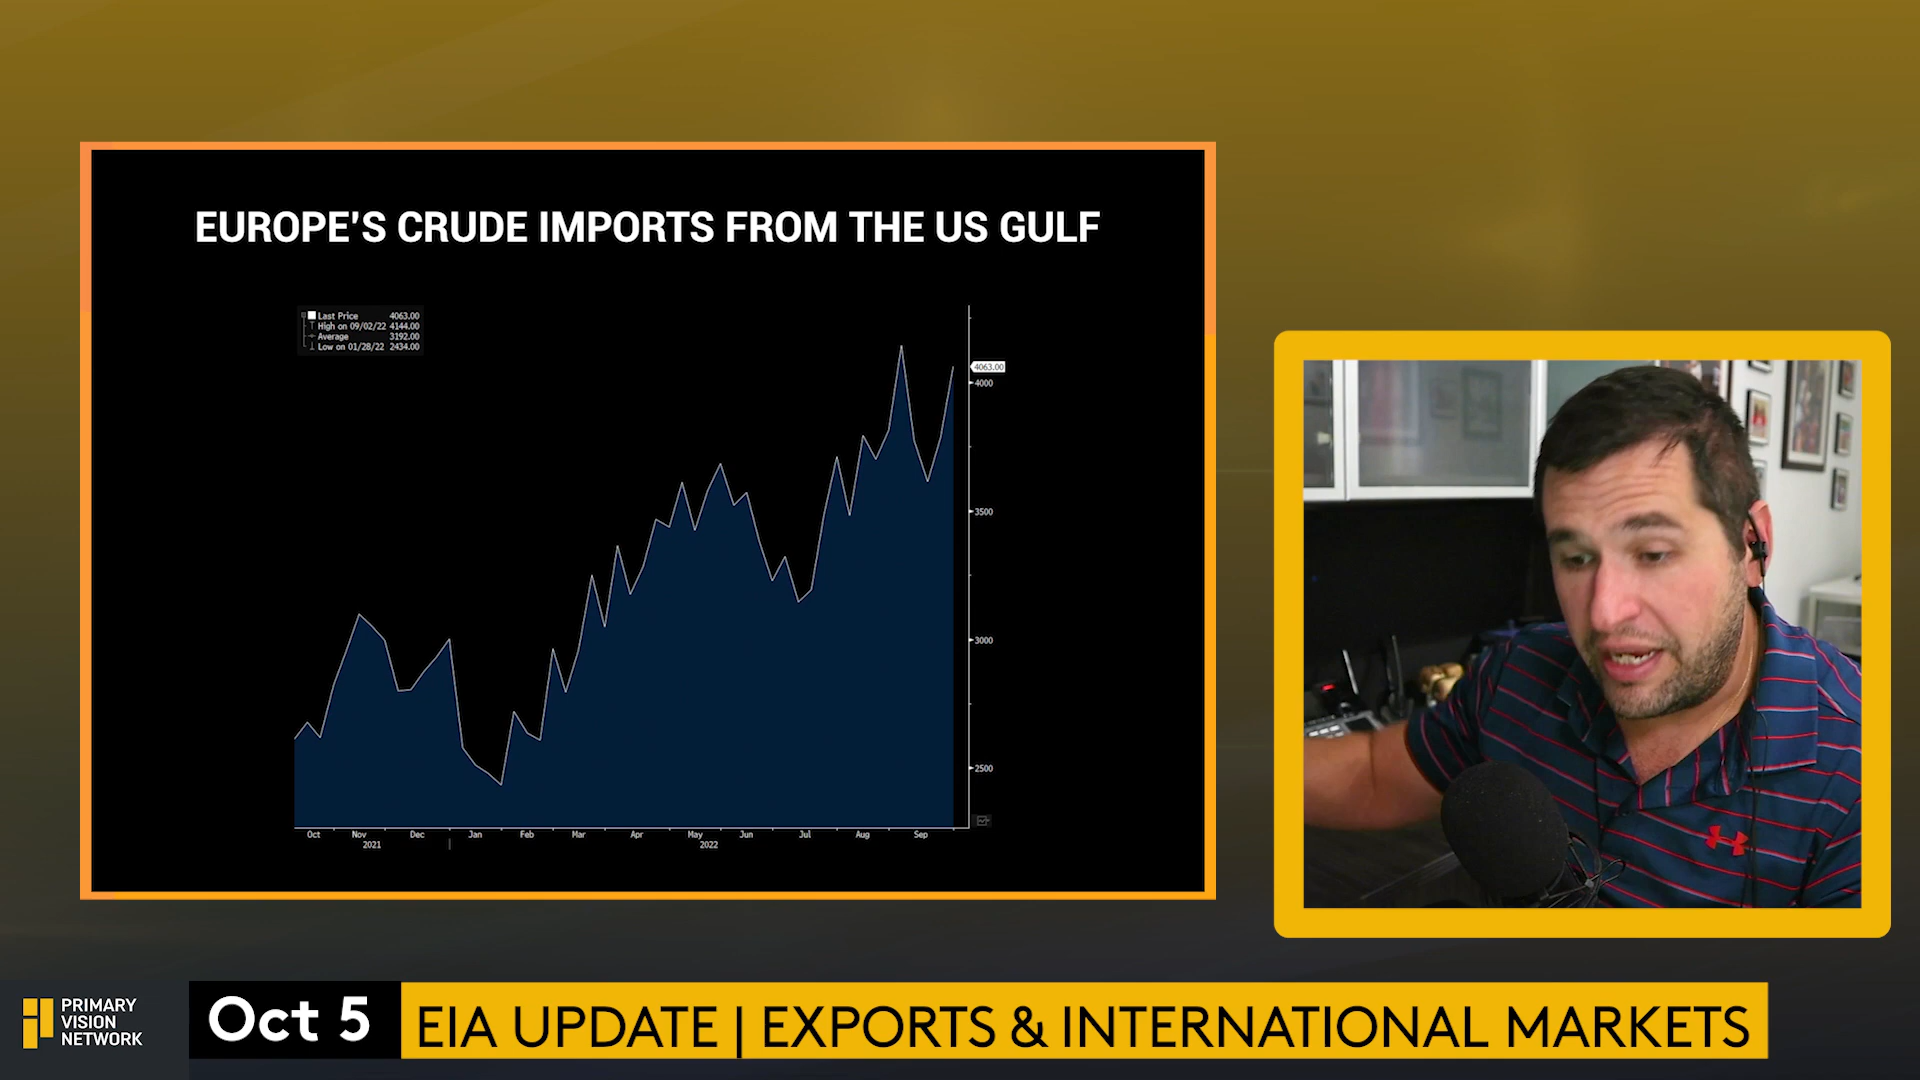 EUROPE'S CRUDE IMPORTS FROM THE US GULF
Last Price 4063.00
High on 09/02/22 4144.00
Average 3192.00
Low on 01/28/22 2434.00
4063.00
4000
3500
3000
2500
Oct Nov Dec Jan Feb Mar Apr May Jun Jul Aug Sep
2021 2022
PRIMARY
VISION
NETWORK
Oct 5
EIA UPDATE | EXPORTS & INTERNATIONAL MARKETS